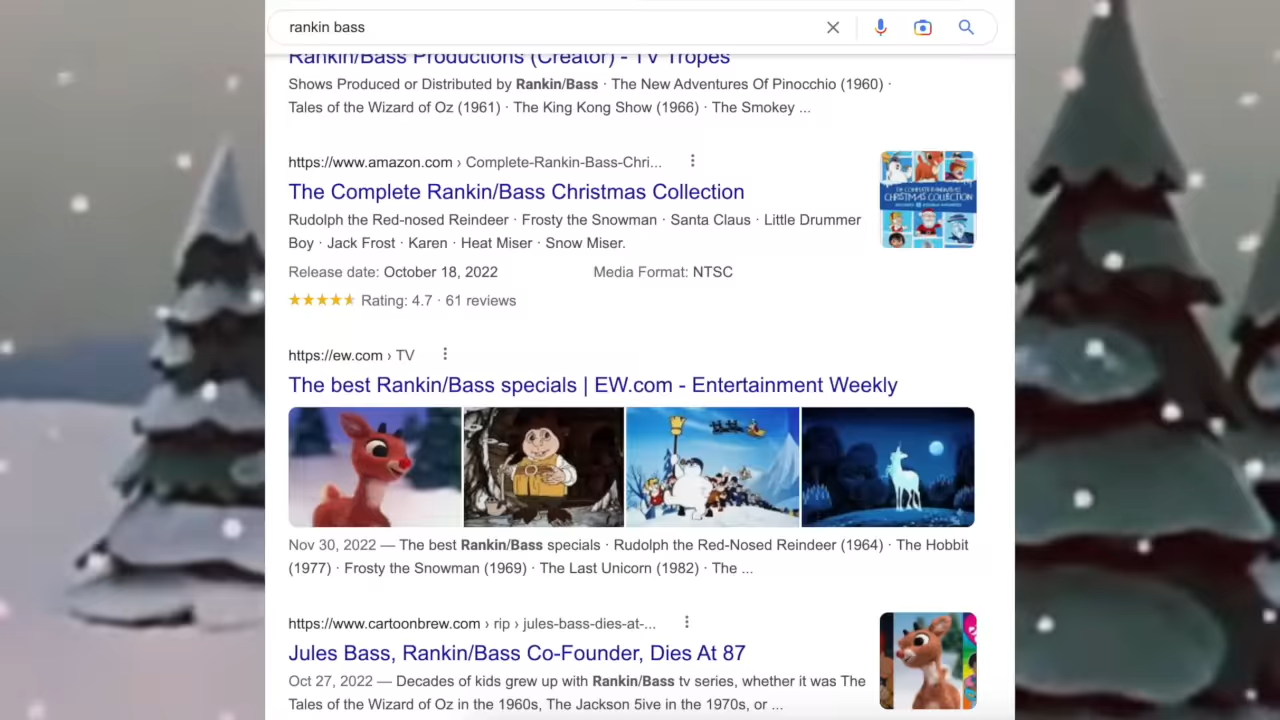 rankin bass
Rankin/Bass Productions (Creator) - TV Tropes
Shows Produced or Distributed by Rankin/Bass · The New Adventures Of Pinocchio (1960) ·
Tales of the Wizard of Oz (1961) · The King Kong Show (1966) · The Smokey ...
https://www.amazon.com › Complete-Rankin-Bass-Chri...
The Complete Rankin/Bass Christmas Collection
Rudolph the Red-nosed Reindeer · Frosty the Snowman · Santa Claus · Little Drummer
Boy · Jack Frost · Karen · Heat Miser · Snow Miser.
THE COMPLETE RANKIN/BASS
CHRISTMAS COLLECTION
Release date: October 18, 2022 Media Format: NTSC
Rating: 4.7 · 61 reviews
https://ew.com › TV
The best Rankin/Bass specials | EW.com - Entertainment Weekly
Nov 30, 2022 — The best Rankin/Bass specials · Rudolph the Red-Nosed Reindeer (1964) · The Hobbit
(1977) · Frosty the Snowman (1969) · The Last Unicorn (1982) · The ...
https://www.cartoonbrew.com › rip › jules-bass-dies-at-...
Jules Bass, Rankin/Bass Co-Founder, Dies At 87
Oct 27, 2022 — Decades of kids grew up with Rankin/Bass tv series, whether it was The
Tales of the Wizard of Oz in the 1960s, The Jackson 5ive in the 1970s, or ...